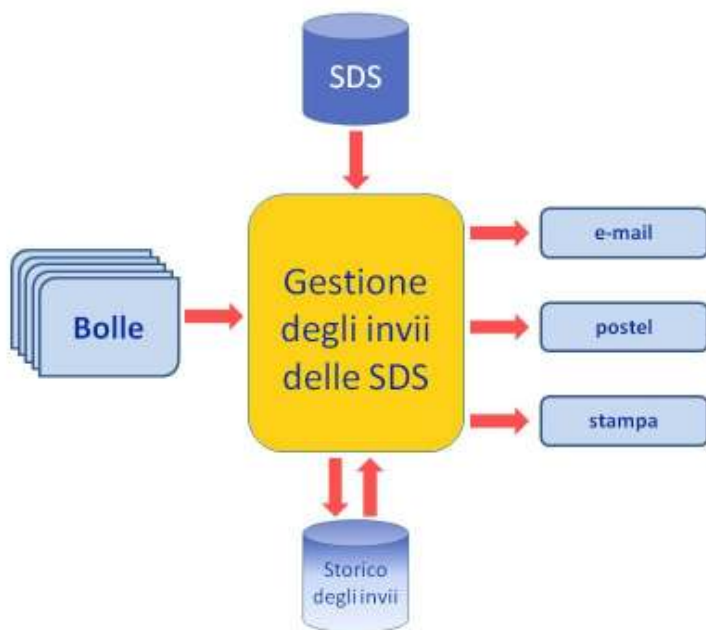 SDS
Bolle
Gestione
degli invii
delle SDS
e-mail
postel
stampa
Storico
degli invii